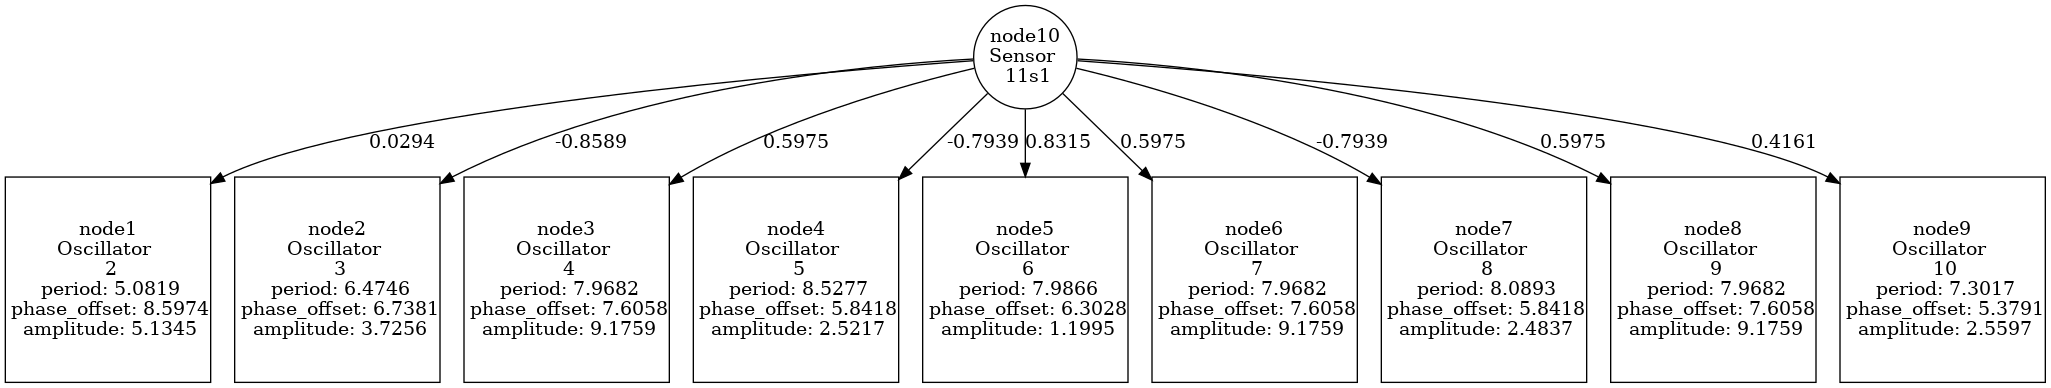 node10
Sensor
11s1
0.0294
-0.8589
0.5975
-0.7939
0.8315
0.5975
-0.7939
0.5975
0.4161
node1
Oscillator
2
period: 5.0819
phase_offset: 8.5974
amplitude: 5.1345
node2
Oscillator
3
period: 6.4746
phase_offset: 6.7381
amplitude: 3.7256
node3
Oscillator
4
period: 7.9682
phase_offset: 7.6058
amplitude: 9.1759
node4
Oscillator
5
period: 8.5277
phase_offset: 5.8418
amplitude: 2.5217
node5
Oscillator
6
period: 7.9866
phase_offset: 6.3028
amplitude: 1.1995
node6
Oscillator
7
period: 7.9682
phase_offset: 7.6058
amplitude: 9.1759
node7
Oscillator
8
period: 8.0893
phase_offset: 5.8418
amplitude: 2.4837
node8
Oscillator
9
period: 7.9682
phase_offset: 7.6058
amplitude: 9.1759
node9
Oscillator
10
period: 7.3017
phase_offset: 5.3791
amplitude: 2.5597